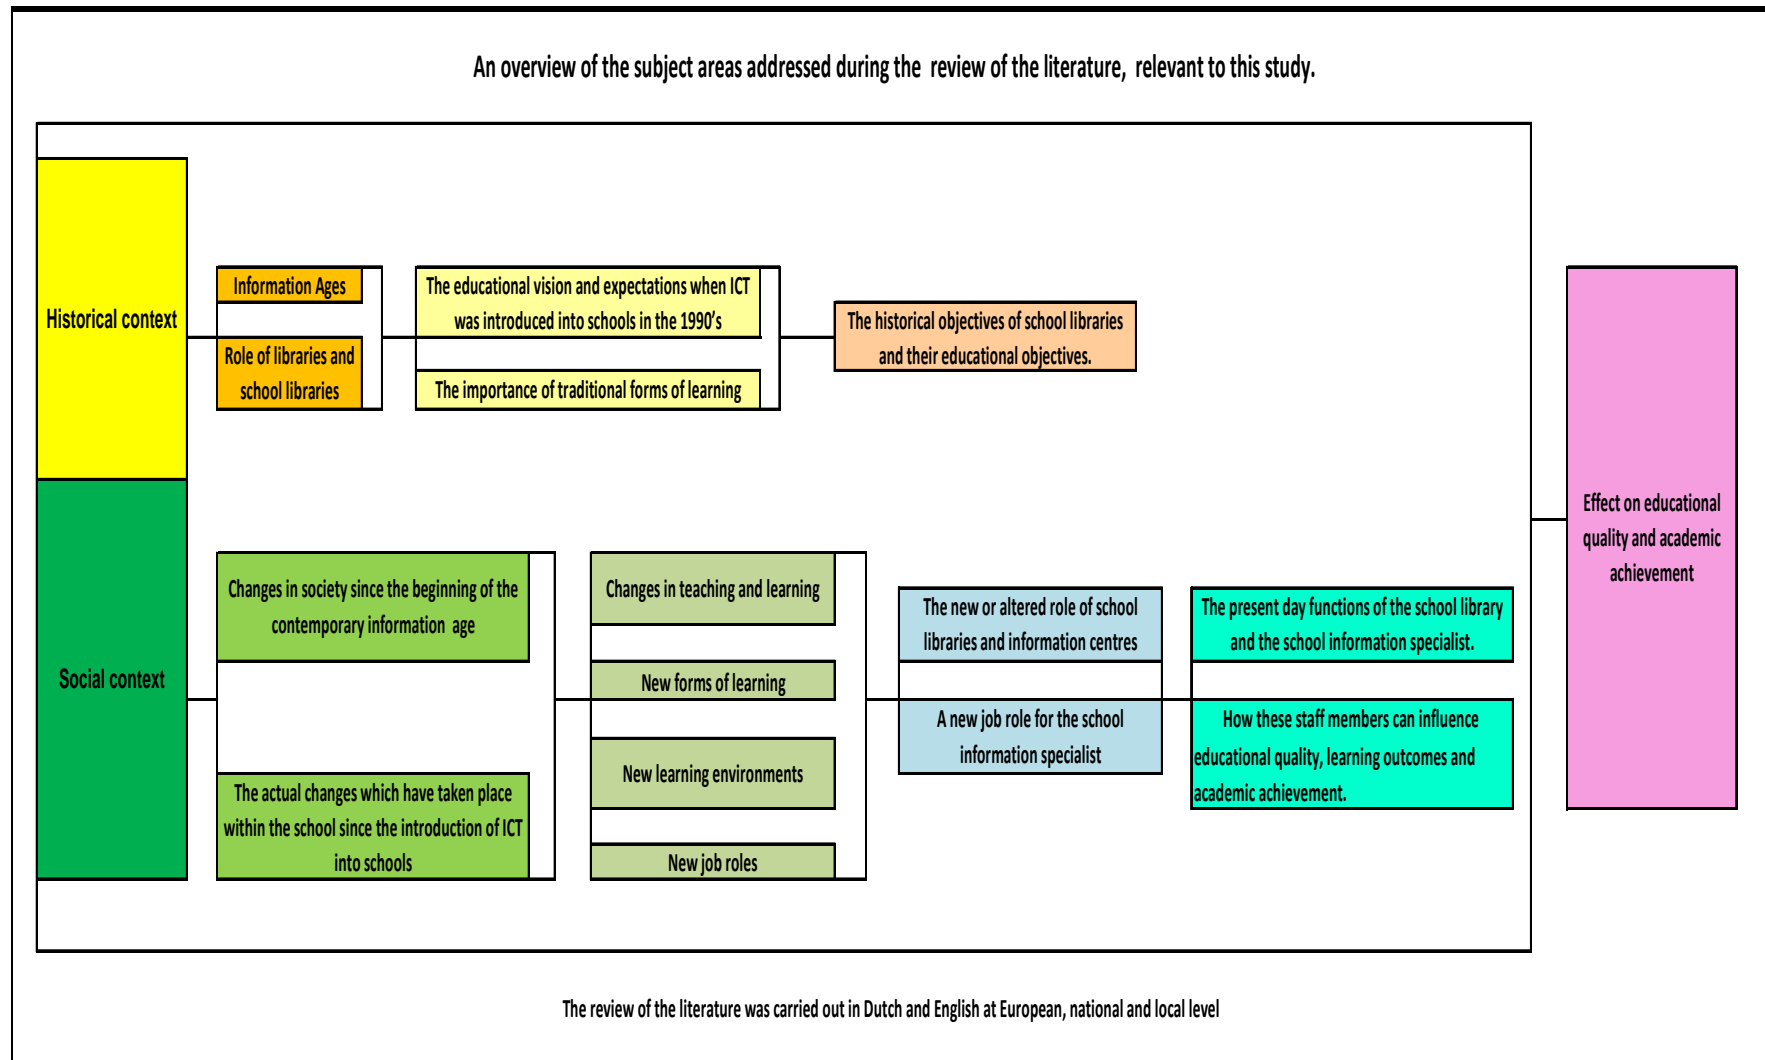 An overview of the subject areas addressed during the review of the literature, relevant to this study.
Historical context
Information Ages
Role of libraries and
school libraries
The educational vision and expectations when ICT
was introduced into schools in the 1990's
The importance of traditional forms of learning
The historical objectives of school libraries
and their educational objectives.
Social context
Changes in society since the beginning of the
contemporary information age
The actual changes which have taken place
within the school since the introduction of ICT
into schools
Changes in teaching and learning
New forms of learning
New learning environments
New job roles
The new or altered role of school
libraries and information centres
A new job role for the school
information specialist
The present day functions of the school library
and the school information specialist.
How these staff members can influence
educational quality, learning outcomes and
academic achievement.
Effect on educational
quality and academic
achievement
The review of the literature was carried out in Dutch and English at European, national and local level